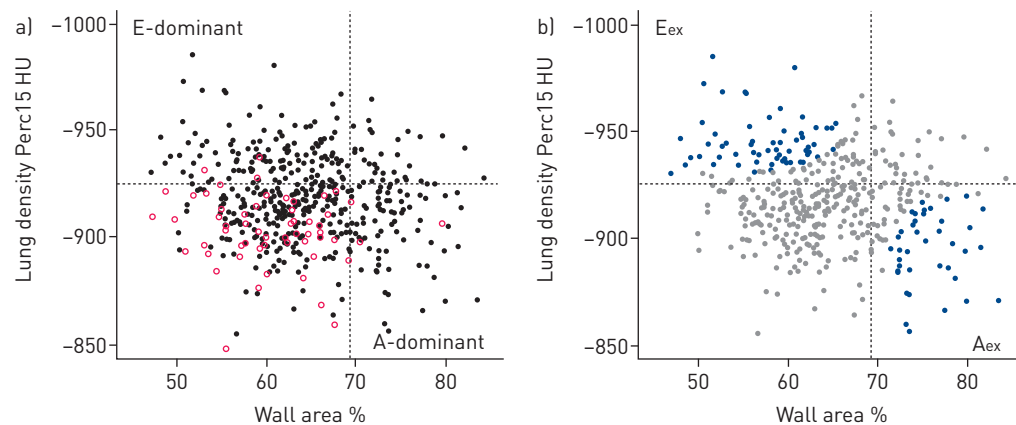 a)
E-dominant
A-dominant
Lung density Perc15 HU
–1000
–950
–900
–850
50
60
70
80
Wall area %
b)
Eex
Aex
Lung density Perc15 HU
–1000
–950
–900
–850
50
60
70
80
Wall area %